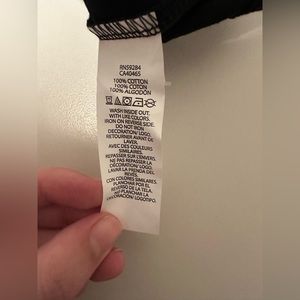 RN59284
CA40465
100% COTTON
100% COTON
100% ALGODÓN
WASH INSIDE OUT.
WITH LIKE COLORS.
IRON ON REVERSE SIDE.
DO NOT IRON
DECORATION/ LOGO.
RETOURNER AVANT DE
LAVER.
AVEC DES COULEURS
SIMILAIRES.
REPASSER SUR L'ENVERS.
NE PAS REPASSER LA
DÉCORATION/ LOGO.
LAVAR LA PRENDA DEL
REVÉS.
CON COLORES SIMILARES.
PLANCHAR POR EL
REVERSO DE LA TELA.
NO PLANCHAR LA
DECORACIÓN/ LOGOTIPO.